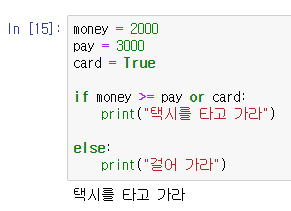 In [15]: money = 2000
pay = 3000
card = True
if money >= pay or card:
print("택시를 타고 가라")
else:
print("걸어 가라")
택시를 타고 가라